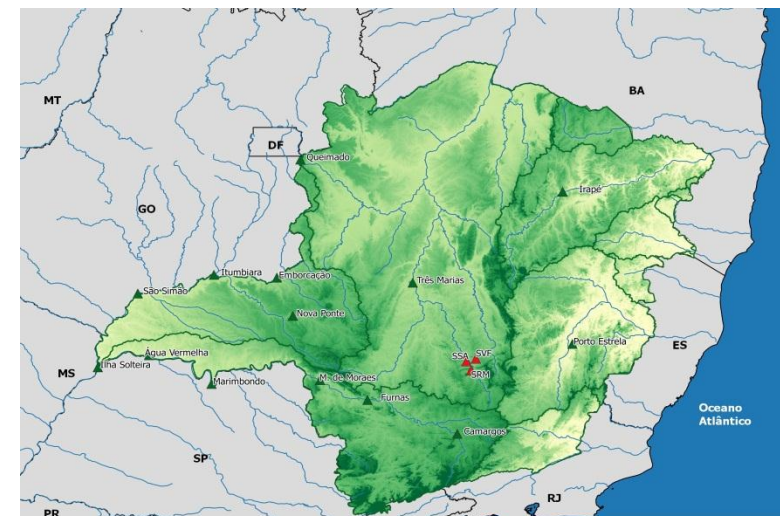 MT
BA
DF
Queimado
Irapé
GO
Itumbiara
Emborcação
São Simão
Três Marias
Nova Ponte
Porto Estrela
ES
SSA
SVF
SRM
Água Vermelha
Ilha Solteira
MS
Marimbondo
M. de Moraes
Furnas
Oceano
Atlântico
Camargos
SP
RJ
PR